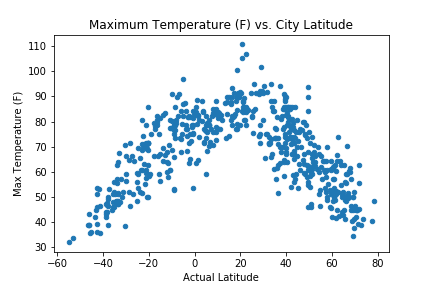 Maximum Temperature (F) vs. City Latitude
110
100
90
80
70
60
50
40
30
Max Temperature (F)
−60 −40 −20 0 20 40 60 80
Actual Latitude